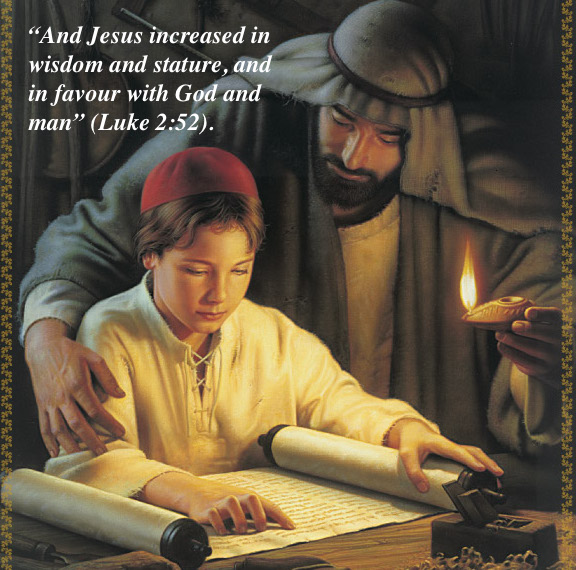 “And Jesus increased in
wisdom and stature, and
in favour with God and
man” (Luke 2:52).